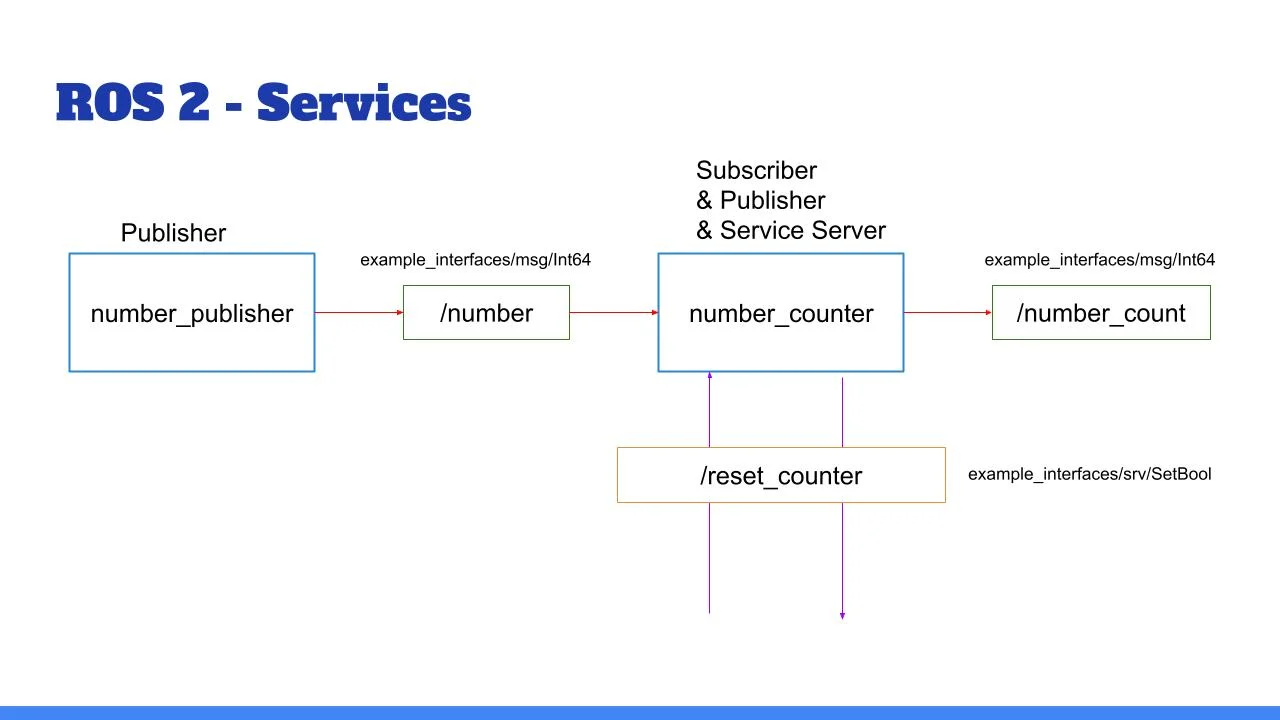 ROS 2 - Services
Subscriber
& Publisher
& Service Server
Publisher
example_interfaces/msg/Int64
example_interfaces/msg/Int64
number_publisher
/number
number_counter
/number_count
/reset_counter
example_interfaces/srv/SetBool